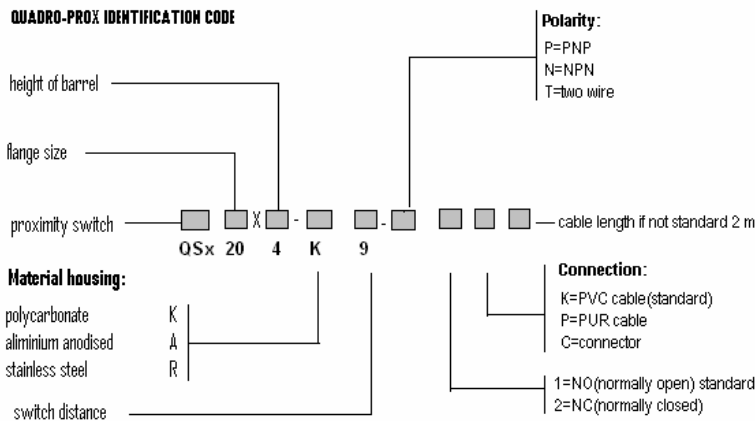 QUADRO-PROX IDENTIFICATION CODE
Polarity:
P=PNP
N=NPN
T=two wire
height of barrel
flange size
proximity switch
X - -
cable length if not standard 2 m
QSx 20 4 K 9
Material housing:
polycarbonate K
aliminium anodised A
stainless steel R
switch distance
Connection:
K=PVC cable(standard)
P=PUR cable
C=connector
1=NO(normally open) standard
2=NC(normally closed)